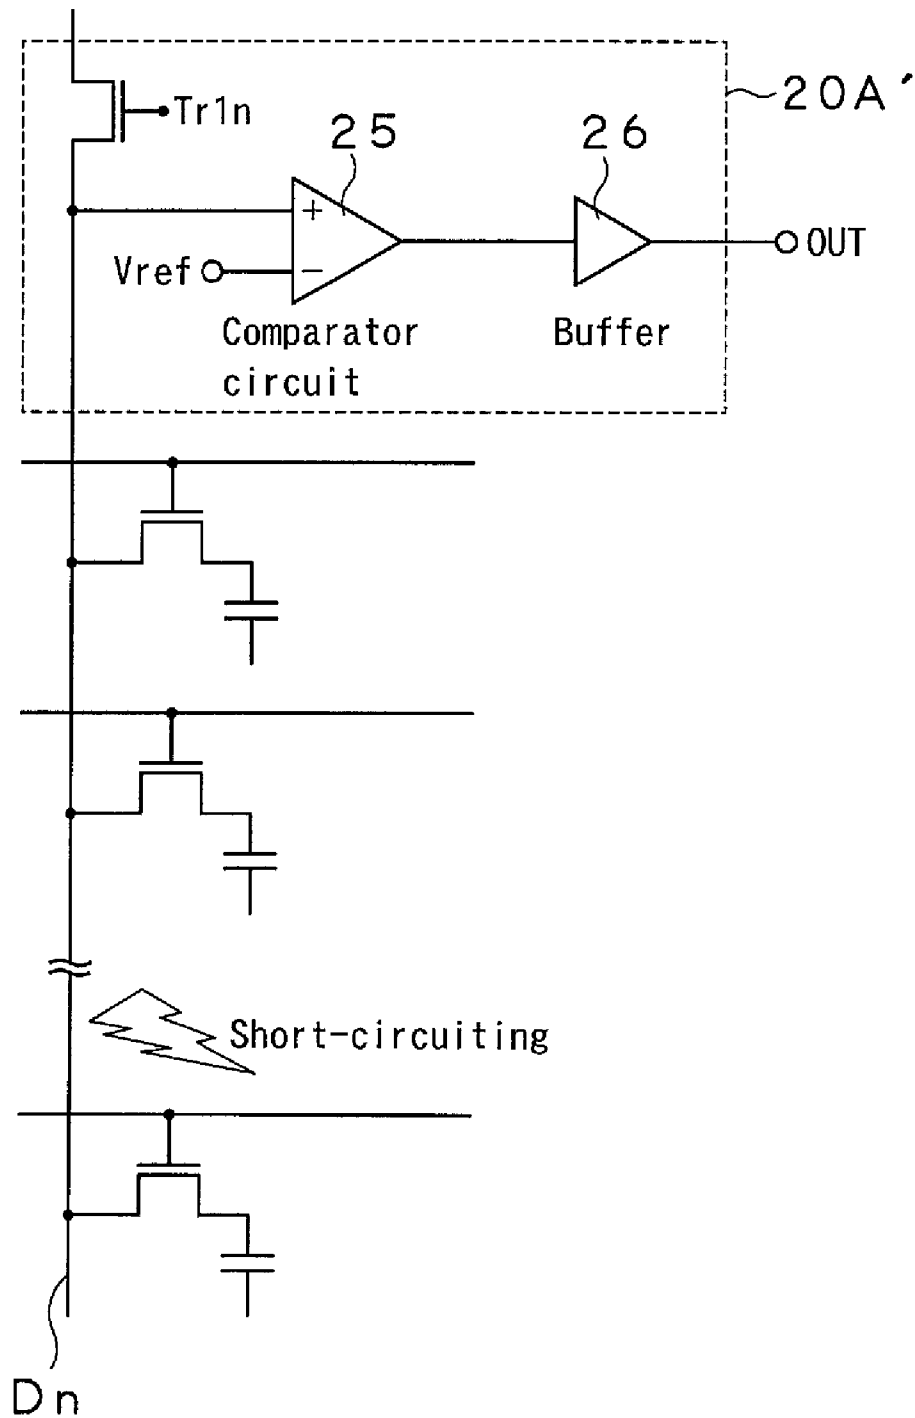 20A'
Tr1n
25
26
+
OUT
Vref
−
Comparator
circuit
Buffer
Short-circuiting
Dn